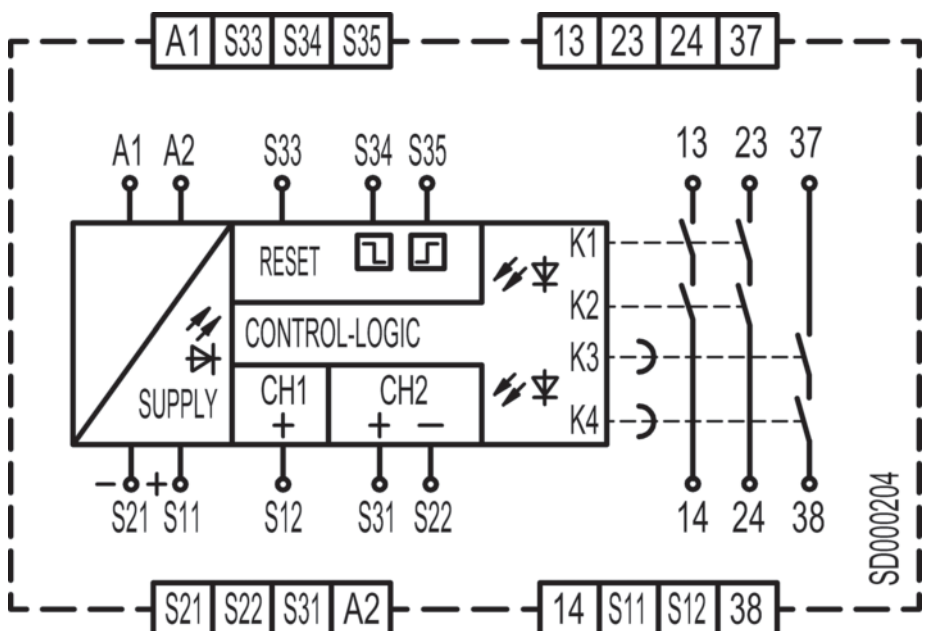 A1 S33 S34 S35 13 23 24 37
A1 A2 S33 S34 S35 13 23 37
RESET K1
K2
CONTROL-LOGIC
K3
SUPPLY CH1 CH2
+ + − K4
− +
S21 S11 S12 S31 S22 14 24 38
SD000204
S21 S22 S31 A2 14 S11 S12 38